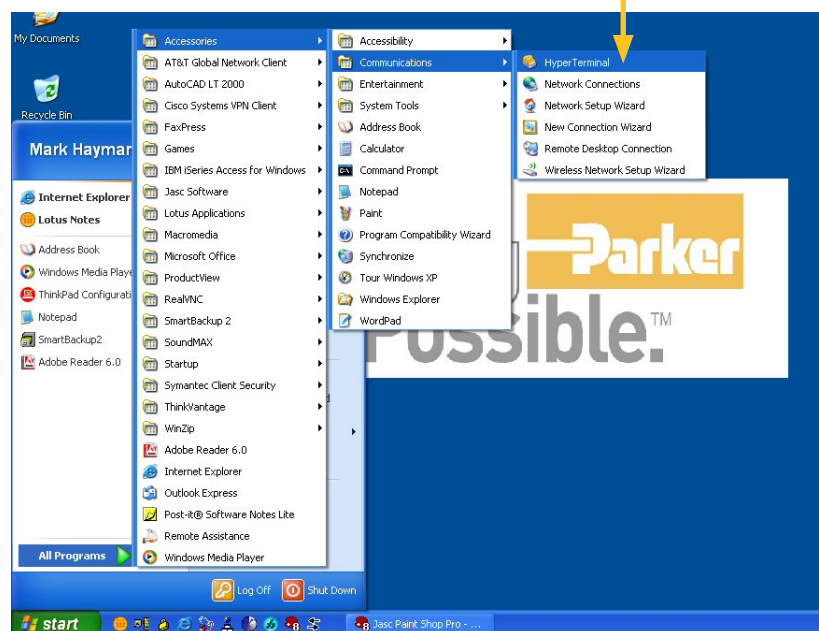 My Documents
Recycle Bin
Mark Haymar
Internet Explorer
Lotus Notes
Address Book
Windows Media Playe
ThinkPad Configurati
Notepad
SmartBackup2
Adobe Reader 6.0
All Programs
Accessories
AT&T Global Network Client
AutoCAD LT 2000
Cisco Systems VPN Client
FaxPress
Games
IBM iSeries Access for Windows
Jasc Software
Lotus Applications
Macromedia
Microsoft Office
ProductView
RealVNC
SmartBackup 2
SoundMAX
Startup
Symantec Client Security
ThinkVantage
WinZip
Adobe Reader 6.0
Internet Explorer
Outlook Express
Post-it® Software Notes Lite
Remote Assistance
Windows Media Player
Accessibility
Communications
Entertainment
System Tools
Address Book
Calculator
Command Prompt
Notepad
Paint
Program Compatibility Wizard
Synchronize
Tour Windows XP
Windows Explorer
WordPad
HyperTerminal
Network Connections
Network Setup Wizard
New Connection Wizard
Remote Desktop Connection
Wireless Network Setup Wizard
Parker
Possible.™
Log Off
Shut Down
start
8
8 Jasc Paint Shop Pro - ...